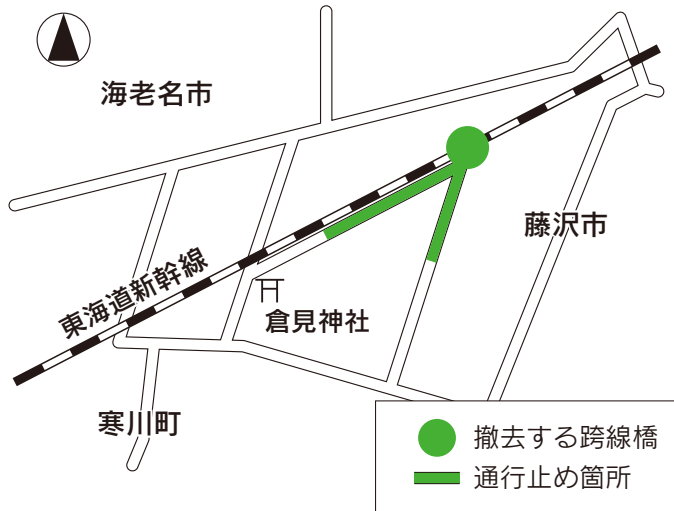 海老名市
藤沢市
東海道新幹線
倉見神社
寒川町
撤去する跨線橋
通行止め箇所